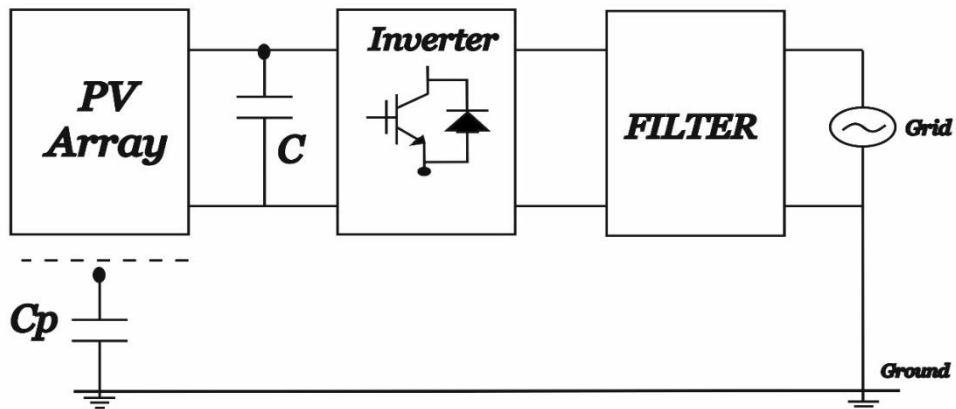 PV
Array
C
Inverter
FILTER
Grid
Cp
Ground